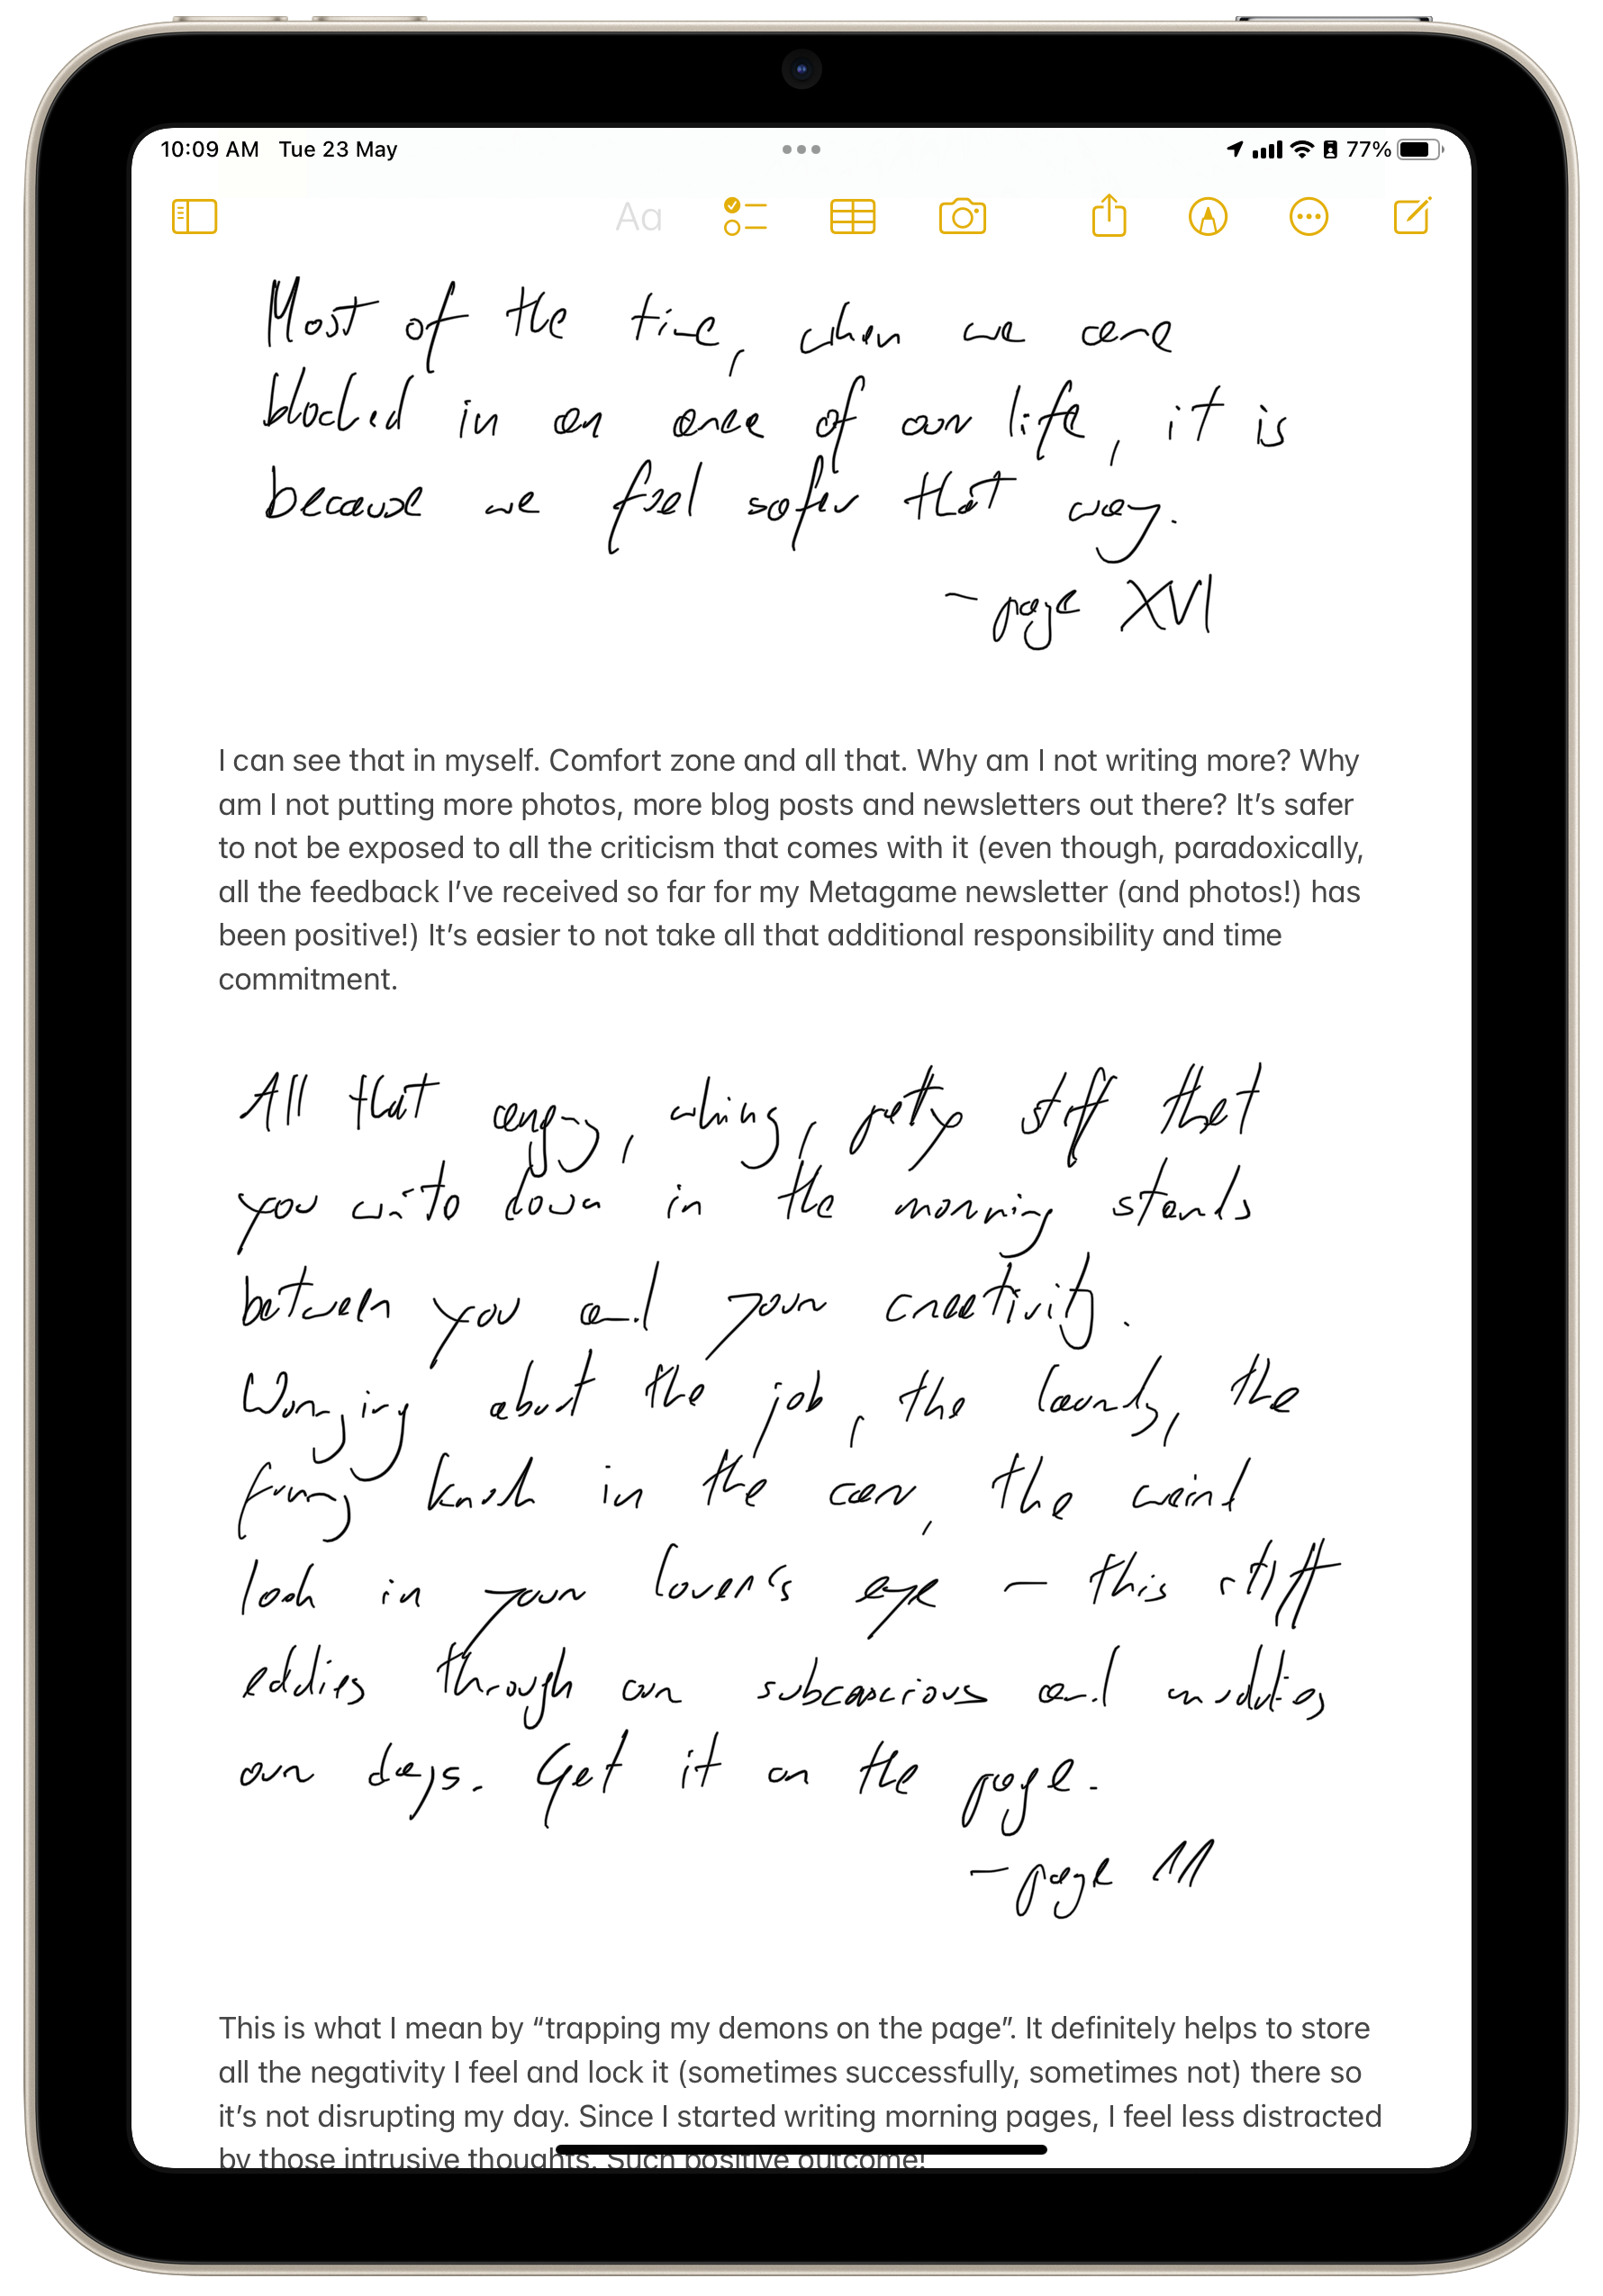 10:09 AM Tue 23 May
77%
Aa
Most of the time, when we are
blocked in an area of our life, it is
because we feel safer that way.
– page XVI
I can see that in myself. Comfort zone and all that. Why am I not writing more? Why
am I not putting more photos, more blog posts and newsletters out there? It’s safer
to not be exposed to all the criticism that comes with it (even though, paradoxically,
all the feedback I’ve received so far for my Metagame newsletter (and photos!) has
been positive!) It’s easier to not take all that additional responsibility and time
commitment.
All that angry, whiny, petty stuff that
you write down in the morning stands
between you and your creativity.
Worrying about the job, the laundry, the
funny knock in the car, the weird
look in your lover's eye – this stuff
eddies through our subconscious and muddies
our days. Get it on the page.
– page 11
This is what I mean by “trapping my demons on the page”. It definitely helps to store
all the negativity I feel and lock it (sometimes successfully, sometimes not) there so
it’s not disrupting my day. Since I started writing morning pages, I feel less distracted
by those intrusive thoughts. Such positive outcome!